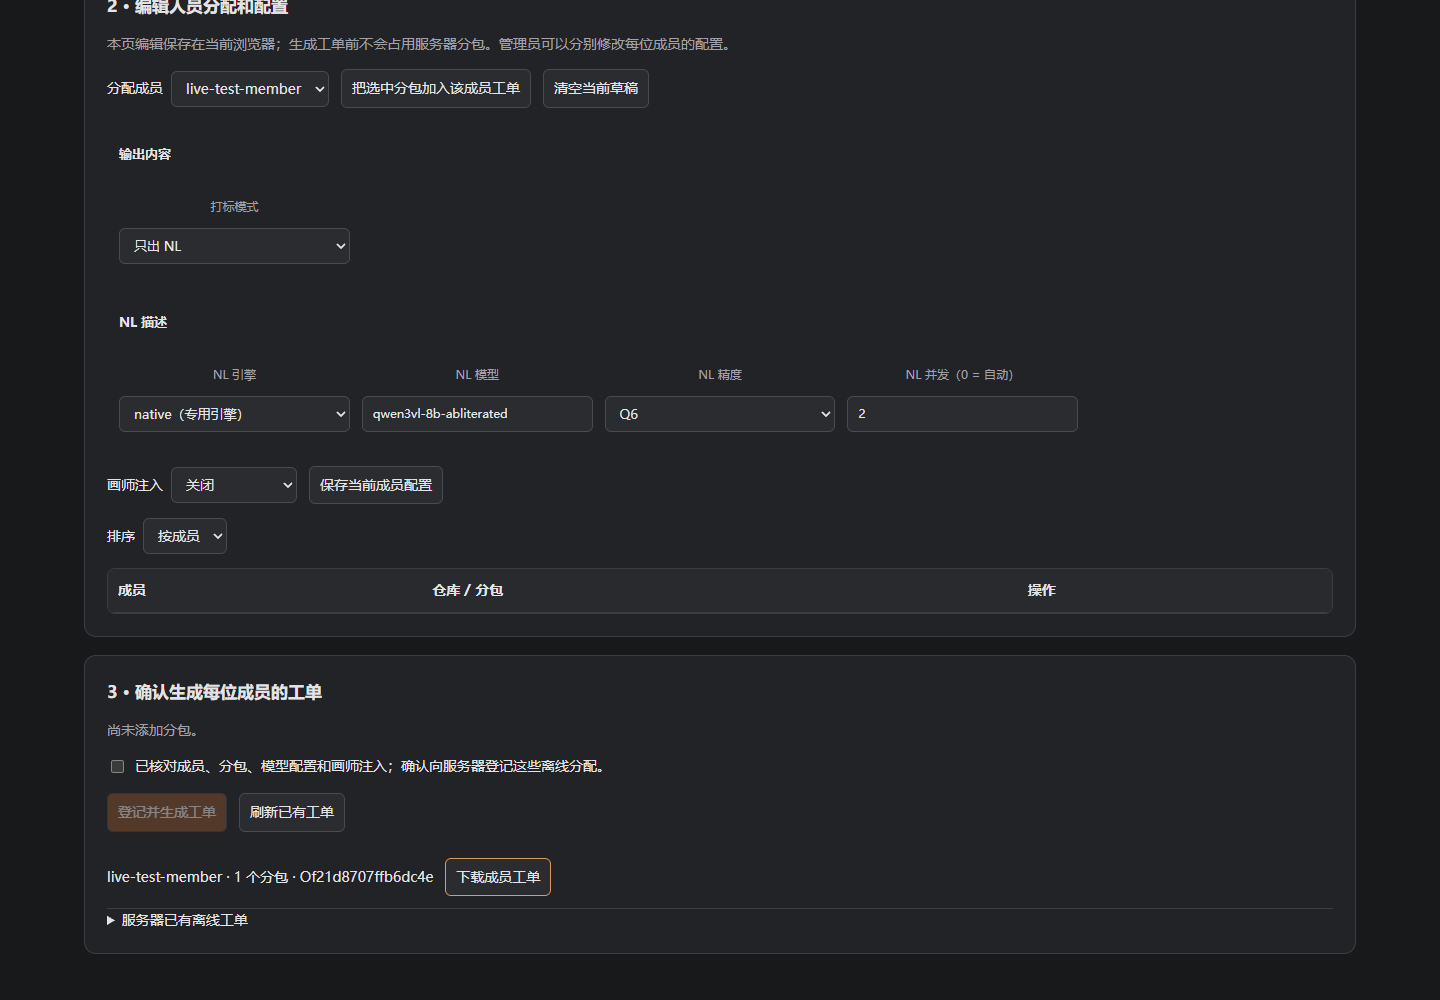 2 • 编辑人员分配和配置
本页编辑保存在当前浏览器；生成工单前不会占用服务器分包。管理员可以分别修改每位成员的配置。
分配成员 live-test-member 把选中分包加入该成员工单 清空当前草稿
输出内容
打标模式
只出 NL
NL 描述
NL 引擎 NL 模型 NL 精度 NL 并发（0 = 自动）
native（专用引擎） qwen3vl-8b-abliterated Q6 2
画师注入 关闭 保存当前成员配置
排序 按成员
成员 仓库 / 分包 操作
3 • 确认生成每位成员的工单
尚未添加分包。
已核对成员、分包、模型配置和画师注入；确认向服务器登记这些离线分配。
登记并生成工单 刷新已有工单
live-test-member · 1 个分包 · Of21d8707ffb6dc4e 下载成员工单
▶ 服务器已有离线工单